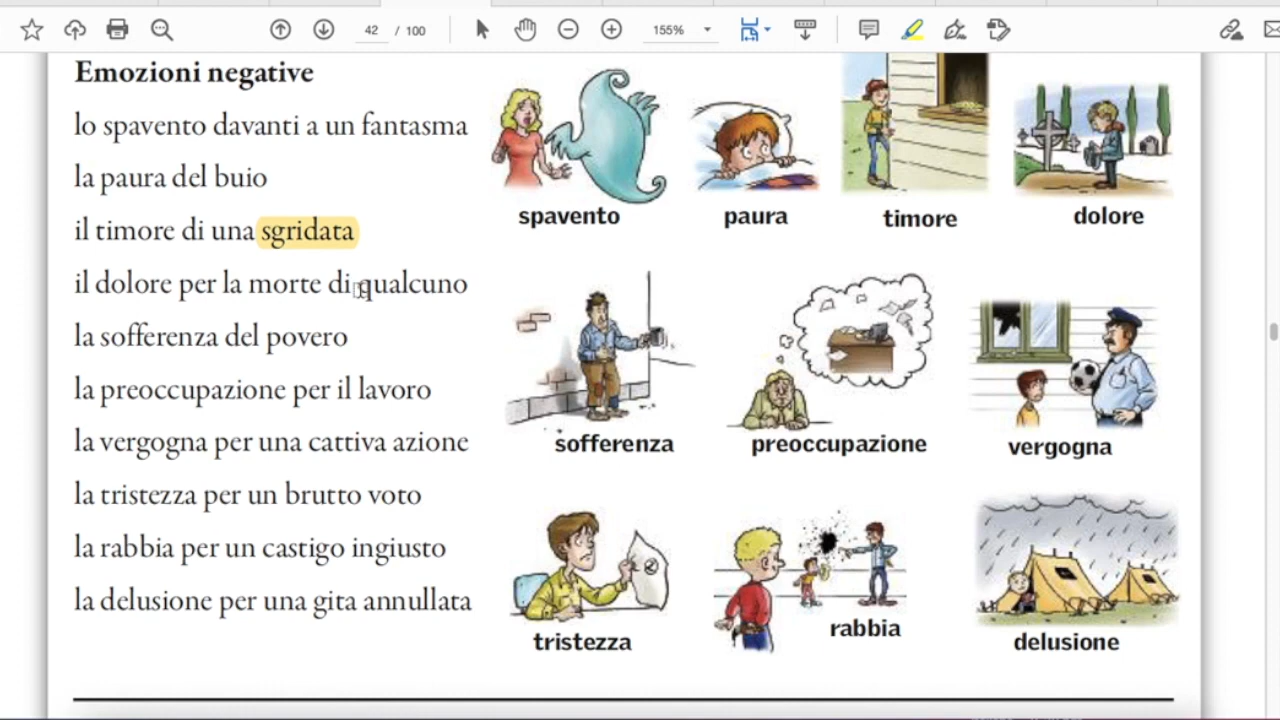 42 / 100 155%
Emozioni negative
lo spavento davanti a un fantasma
la paura del buio
il timore di una sgridata
il dolore per la morte di qualcuno
la sofferenza del povero
la preoccupazione per il lavoro
la vergogna per una cattiva azione
la tristezza per un brutto voto
la rabbia per un castigo ingiusto
la delusione per una gita annullata
spavento
paura
timore
dolore
sofferenza
preoccupazione
vergogna
tristezza
rabbia
delusione